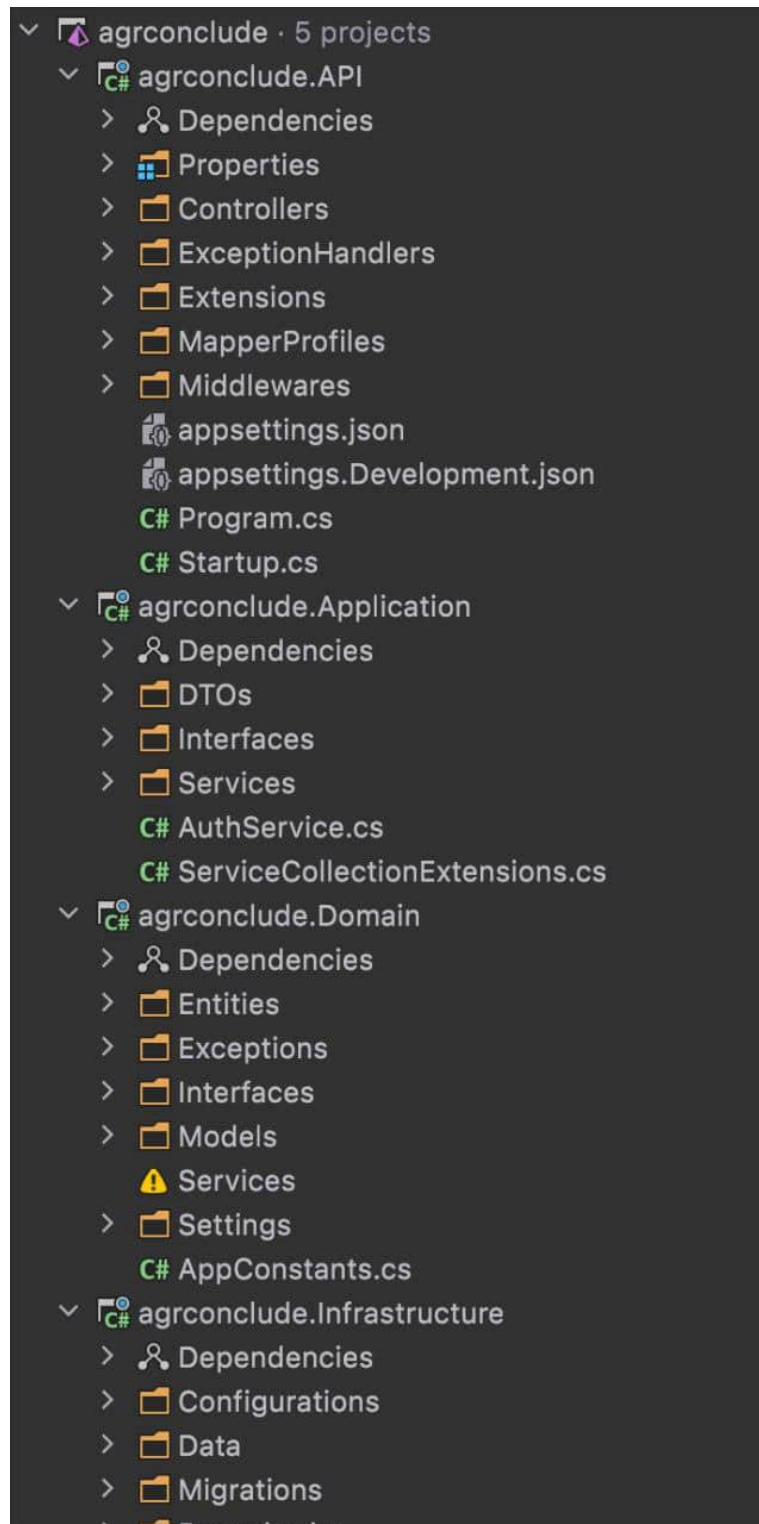 agrconclude · 5 projects
agrconclude.API
Dependencies
Properties
Controllers
ExceptionHandlers
Extensions
MapperProfiles
Middlewares
appsettings.json
appsettings.Development.json
C# Program.cs
C# Startup.cs
agrconclude.Application
Dependencies
DTOs
Interfaces
Services
C# AuthService.cs
C# ServiceCollectionExtensions.cs
agrconclude.Domain
Dependencies
Entities
Exceptions
Interfaces
Models
Services
Settings
C# AppConstants.cs
agrconclude.Infrastructure
Dependencies
Configurations
Data
Migrations